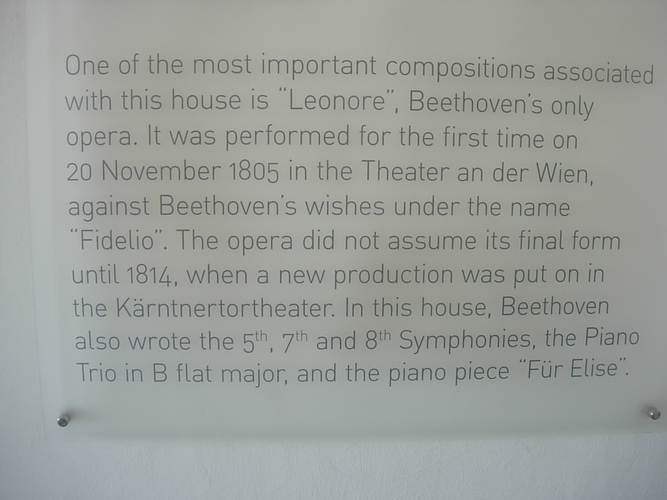 One of the most important compositions associated
with this house is “Leonore”, Beethoven's only
opera. It was performed for the first time on
20 November 1805 in the Theater an der Wien,
against Beethoven's wishes under the name
“Fidelio”. The opera did not assume its final form
until 1814, when a new production was put on in
the Kärntnertortheater. In this house, Beethoven
also wrote the 5th, 7th and 8th Symphonies, the Piano
Trio in B flat major, and the piano piece “Für Elise”.